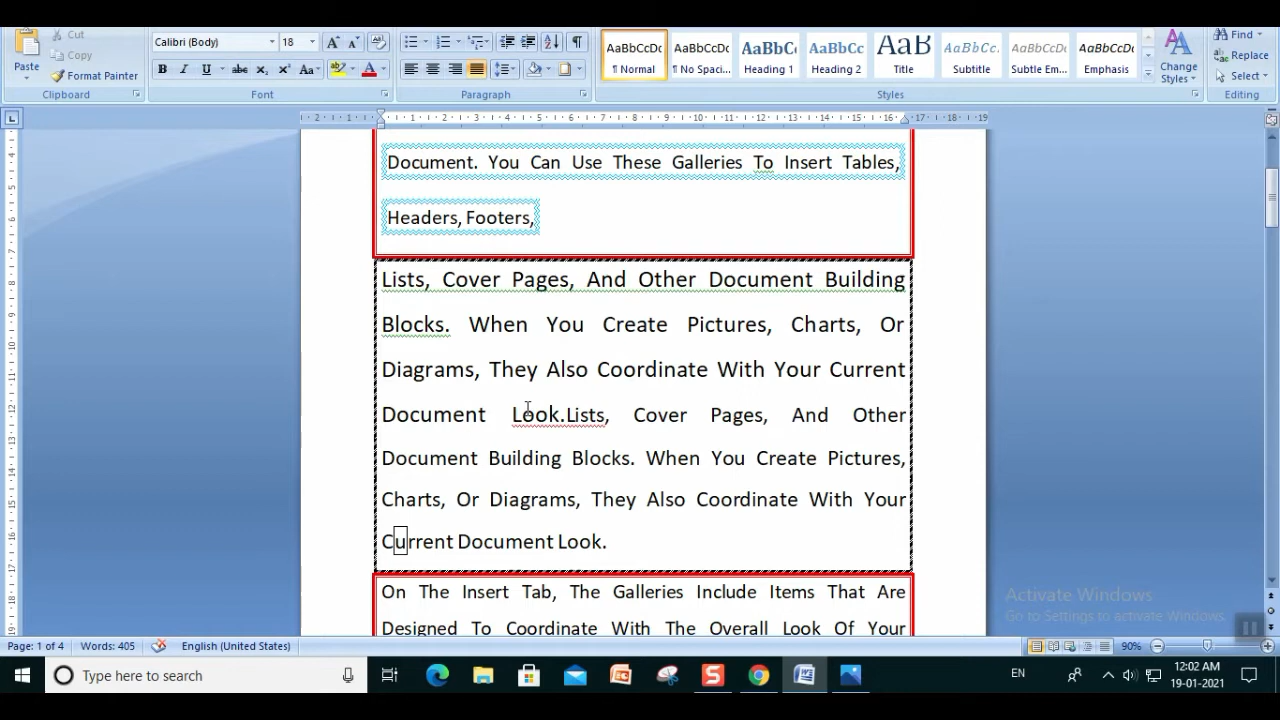 Cut
Copy
Paste
Format Painter
Clipboard
Calibri (Body)
18
Font
Paragraph
AaBbCcDc
¶ Normal
AaBbCcDc
¶ No Spaci...
AaBbCc
Heading 1
AaBbCc
Heading 2
AaB
Title
AaBbCc.
Subtitle
AaBbCcDc
Subtle Em...
AaBbCcDc
Emphasis
Change
Styles
Styles
Find
Replace
Select
Editing
Document. You Can Use These Galleries To Insert Tables,
Headers, Footers,
Lists, Cover Pages, And Other Document Building
Blocks. When You Create Pictures, Charts, Or
Diagrams, They Also Coordinate With Your Current
Document Look.Lists, Cover Pages, And Other
Document Building Blocks. When You Create Pictures,
Charts, Or Diagrams, They Also Coordinate With Your
Current Document Look.
On The Insert Tab, The Galleries Include Items That Are
Designed To Coordinate With The Overall Look Of Your
Activate Windows
Go to Settings to activate Windows.
Page: 1 of 4
Words: 405
English (United States)
90%
Type here to search
EN
12:02 AM
19-01-2021